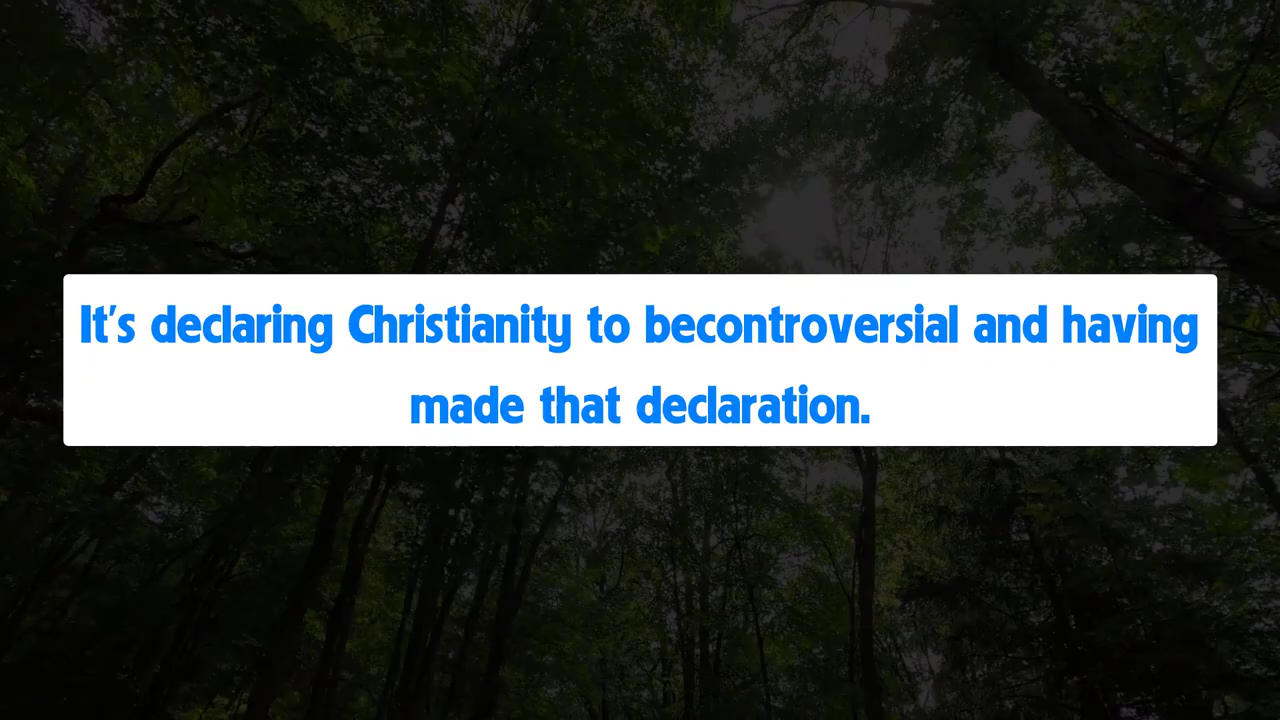 It's declaring Christianity to becontroversial and having
made that declaration.